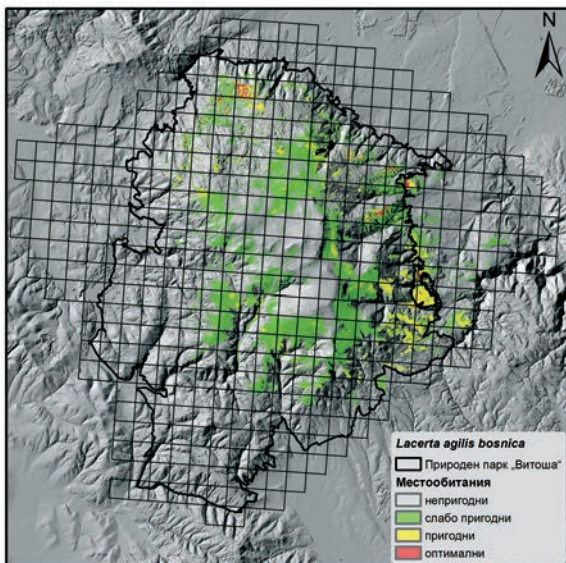 N
Lacerta agilis bosnica
Природен парк „Витоша“
Местообитания
непригодни
слабо пригодни
пригодни
оптимални